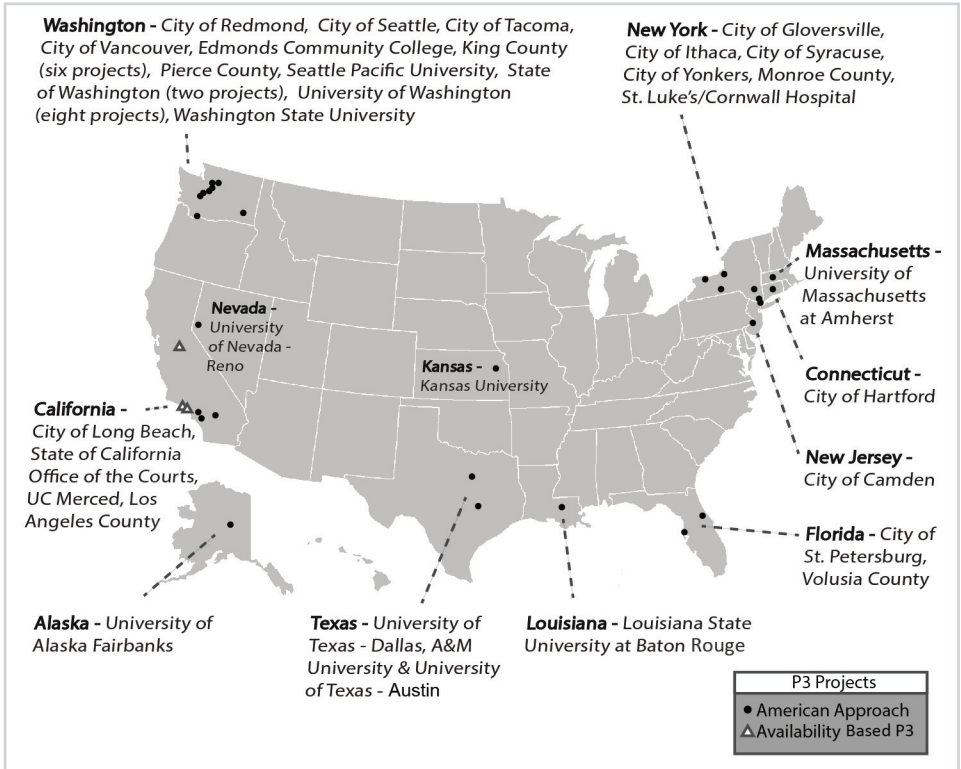 Washington - City of Redmond, City of Seattle, City of Tacoma,
City of Vancouver, Edmonds Community College, King County
(six projects), Pierce County, Seattle Pacific University, State
of Washington (two projects), University of Washington
(eight projects), Washington State University
New York - City of Gloversville,
City of Ithaca, City of Syracuse,
City of Yonkers, Monroe County,
St. Luke's/Cornwall Hospital
Massachusetts -
University of
Massachusetts
at Amherst
Nevada -
University
of Nevada -
Reno
Kansas -
Kansas University
Connecticut -
City of Hartford
California -
City of Long Beach,
State of California
Office of the Courts,
UC Merced, Los
Angeles County
New Jersey -
City of Camden
Florida - City of
St. Petersburg,
Volusia County
Alaska - University of
Alaska Fairbanks
Texas - University of
Texas - Dallas, A&M
University & University
of Texas - Austin
Louisiana - Louisiana State
University at Baton Rouge
P3 Projects
American Approach
Availability Based P3